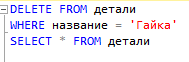 DELETE FROM детали
WHERE название = 'Гайка'
SELECT * FROM детали